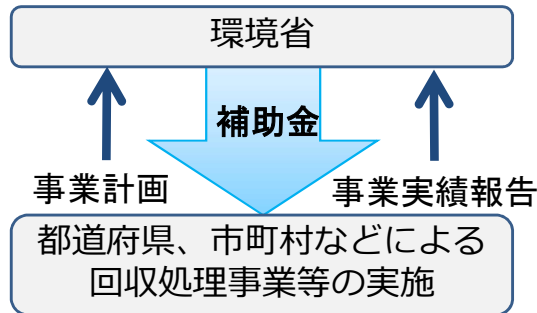 環境省
補助金
事業計画
事業実績報告
都道府県、市町村などによる
回収処理事業等の実施